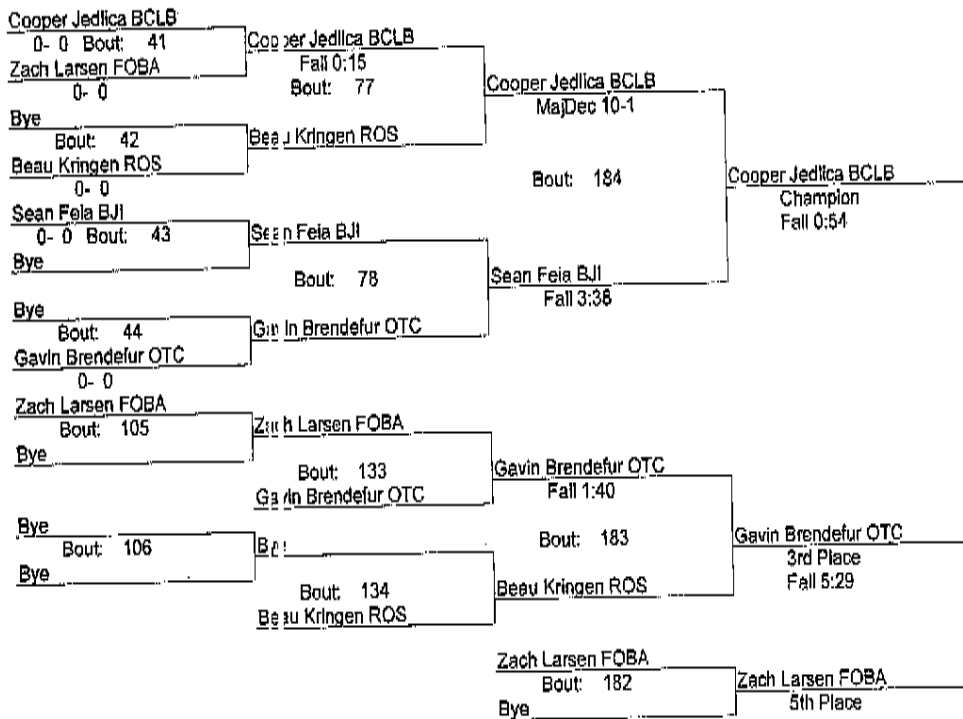 Cooper Jedlica BCLB
0- 0 Bout: 41
Zach Larsen FOBA
0- 0
Cooper Jedlica BCLB
Fall 0:15
Bout: 77
Bye
Bout: 42
Beau Kringen ROS
0- 0
Beau Kringen ROS
Cooper Jedlica BCLB
MajDec 10-1
Bout: 184
Sean Feia BJI
0- 0 Bout: 43
Bye
Sean Feia BJI
Bout: 78
Bye
Bout: 44
Gavin Brendefur OTC
0- 0
Gavin Brendefur OTC
Sean Feia BJI
Fall 3:38
Cooper Jedlica BCLB
Champion
Fall 0:54
Zach Larsen FOBA
Bout: 105
Bye
Zach Larsen FOBA
Bout: 133
Gavin Brendefur OTC
Gavin Brendefur OTC
Fall 1:40
Bout: 183
Bye
Bout: 106
Bye
Bye
Bout: 134
Beau Kringen ROS
Beau Kringen ROS
Gavin Brendefur OTC
3rd Place
Fall 5:29
Zach Larsen FOBA
Bout: 182
Bye
Zach Larsen FOBA
5th Place